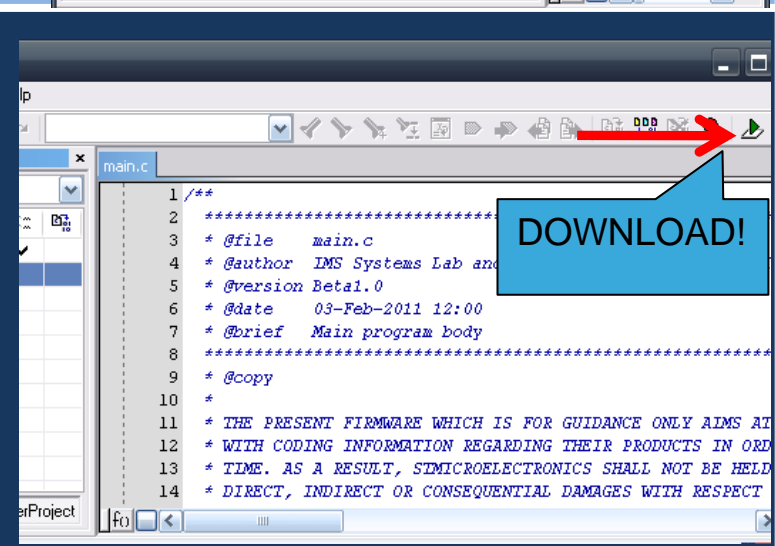 lp
main.c
DOWNLOAD!
1 /**
2 ************************************************************
3 * @file main.c
4 * @author IMS Systems Lab and
5 * @version Beta1.0
6 * @date 03-Feb-2011 12:00
7 * @brief Main program body
8 ************************************************************
9 * @copy
10 *
11 * THE PRESENT FIRMWARE WHICH IS FOR GUIDANCE ONLY AIMS AT
12 * WITH CODING INFORMATION REGARDING THEIR PRODUCTS IN ORD
13 * TIME. AS A RESULT, STMICROELECTRONICS SHALL NOT BE HELD
14 * DIRECT, INDIRECT OR CONSEQUENTIAL DAMAGES WITH RESPECT
erProject
f()